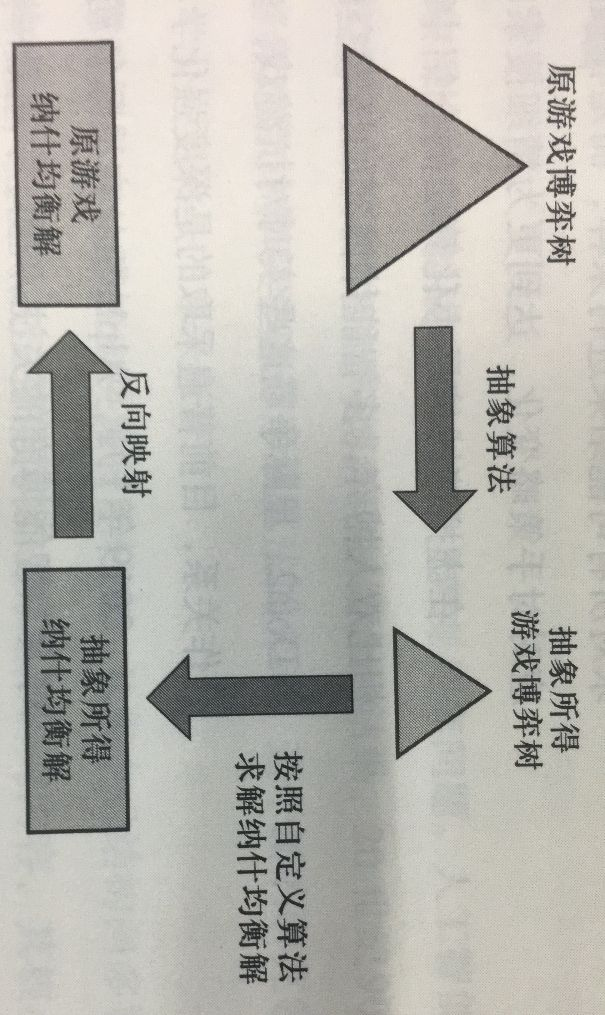 原游戏博弈树
抽象算法
抽象所得
游戏博弈树
按照自定义算法
求解纳什均衡解
原游戏
纳什均衡解
反向映射
抽象所得
纳什均衡解